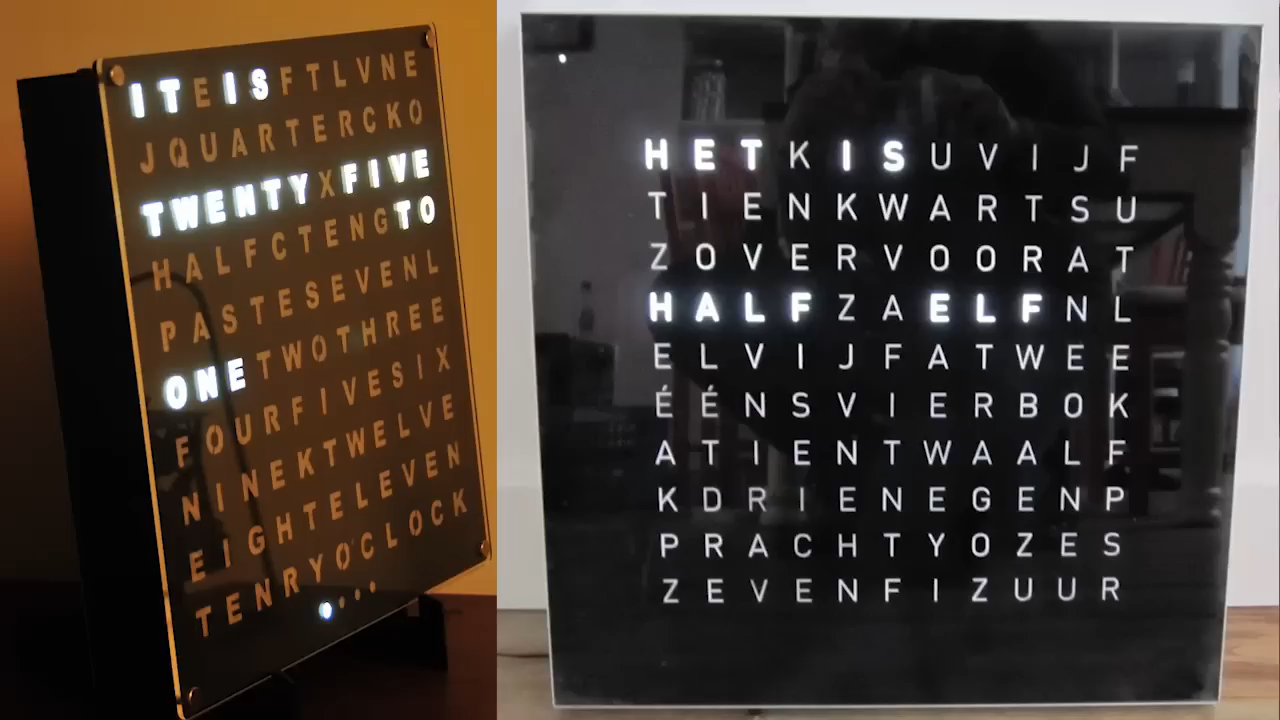 ITEISFTLVNE
JQUARTERCKO
TWENTYXFIVE
HALFCTENGTO
PASTESEVENL
ONETWOTHREE
FOURFIVESIX
NINEKTWELVE
EIGHTELEVEN
TENRYOCLOCK
HETKISUVIJF
TIENKWARTSU
ZOVERVOORAT
HALFZAELFNL
ELVIJFATWEE
ÉÉNSVIERBOK
ATIENTWAALF
KDRIENEGENP
PRACHTYOZES
ZEVENFIZUUR